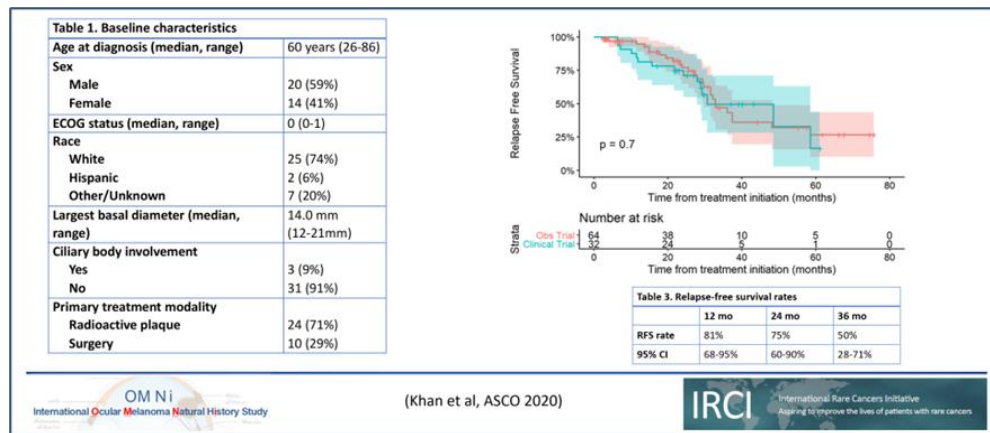 Table 1. Baseline characteristics
Age at diagnosis (median, range) 60 years (26-86)
Sex
Male 20 (59%)
Female 14 (41%)
ECOG status (median, range) 0 (0-1)
Race
White 25 (74%)
Hispanic 2 (6%)
Other/Unknown 7 (20%)
Largest basal diameter (median, 14.0 mm
range) (12-21mm)
Ciliary body involvement
Yes 3 (9%)
No 31 (91%)
Primary treatment modality
Radioactive plaque 24 (71%)
Surgery 10 (29%)
Relapse Free Survival
100%
75%
50%
25%
0%
p = 0.7
0 20 40 60 80
Time from treatment initiation (months)
Number at risk
Strata
Obs Trial 64 38 10 5 0
Clinical Trial 32 24 5 1 0
0 20 40 60 80
Time from treatment initiation (months)
Table 3. Relapse-free survival rates
12 mo 24 mo 36 mo
RFS rate 81% 75% 50%
95% CI 68-95% 60-90% 28-71%
OM Ni
International Ocular Melanoma Natural History Study
(Khan et al, ASCO 2020)
IRCI
International Rare Cancers Initiative
Aspiring to improve the lives of patients with rare cancers